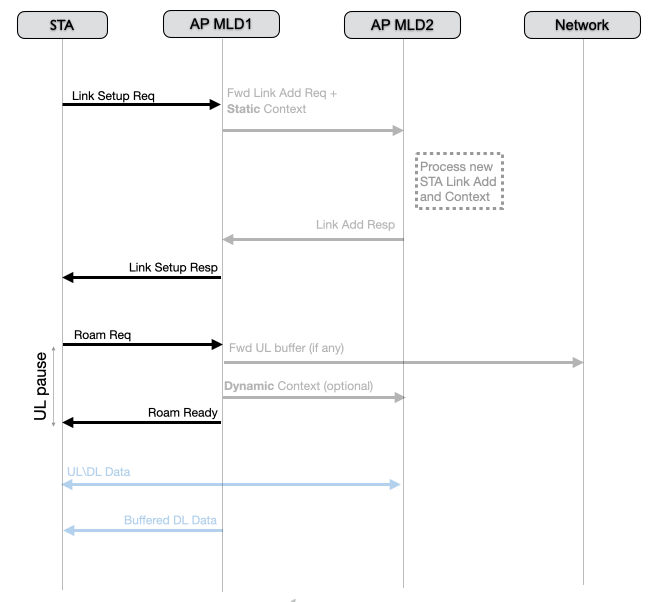 STA
AP MLD1
AP MLD2
Network
Link Setup Req
Fwd Link Add Req +
Static Context
Process new
STA Link Add
and Context
Link Add Resp
Link Setup Resp
Roam Req
Fwd UL buffer (if any)
UL pause
Dynamic Context (optional)
Roam Ready
UL\DL Data
Buffered DL Data